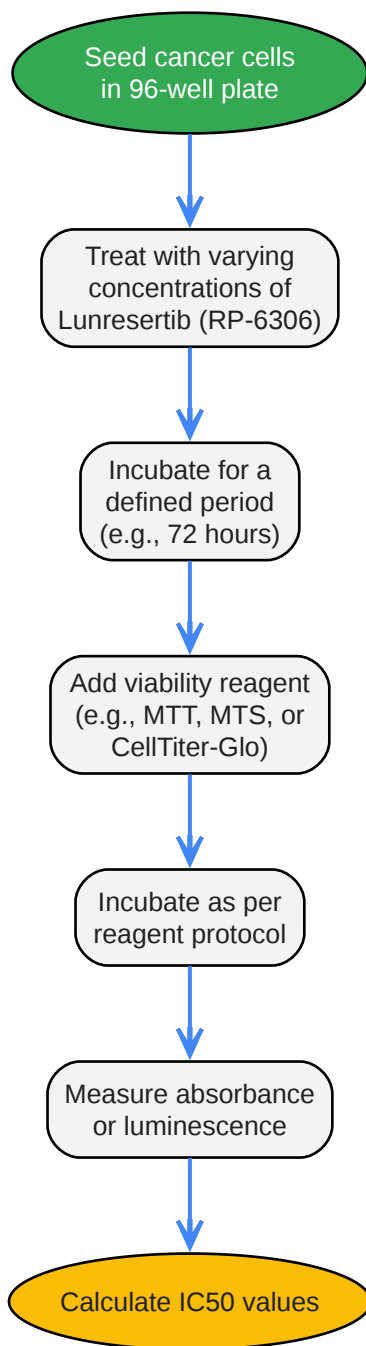 Seed cancer cells
in 96-well plate
Treat with varying
concentrations of
Lunresertib (RP-6306)
Incubate for a
defined period
(e.g., 72 hours)
Add viability reagent
(e.g., MTT, MTS, or
CellTiter-Glo)
Incubate as per
reagent protocol
Measure absorbance
or luminescence
Calculate IC50 values